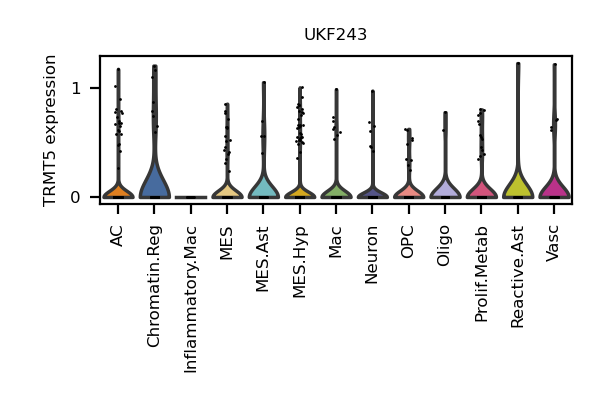 UKF243
TRMT5 expression
1
0
AC
Chromatin.Reg
Inflammatory.Mac
MES
MES.Ast
MES.Hyp
Mac
Neuron
OPC
Oligo
Prolif.Metab
Reactive.Ast
Vasc